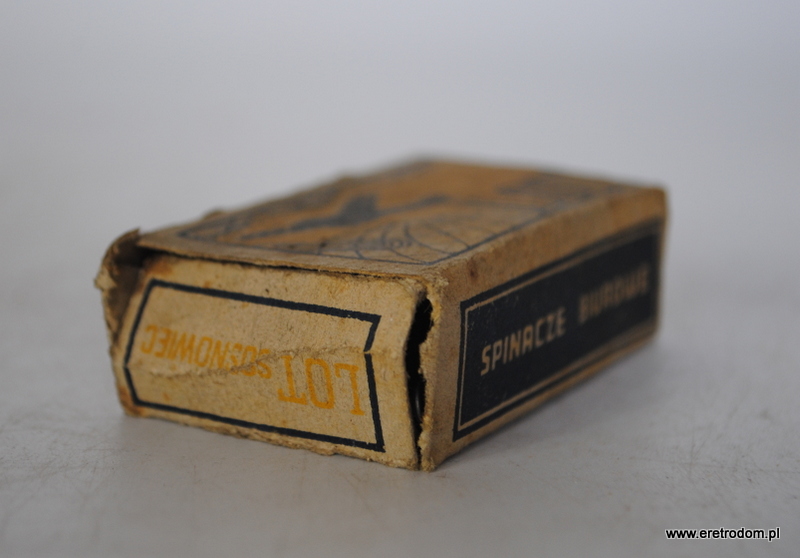 LOT SOSNOWIEC
SPINACZE BIUROWE
www.eretrodom.pl